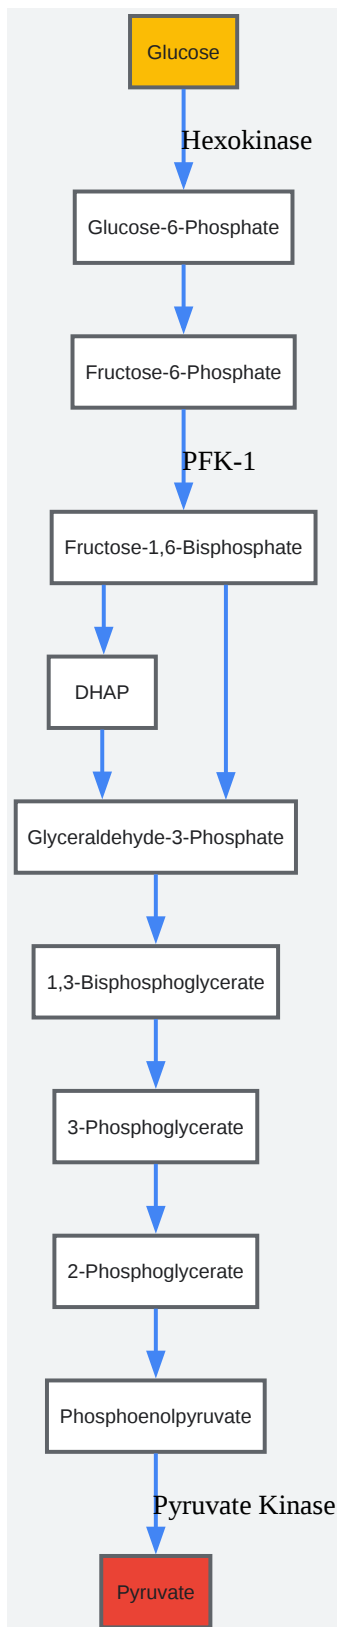 Glucose
Hexokinase
Glucose-6-Phosphate
Fructose-6-Phosphate
PFK-1
Fructose-1,6-Bisphosphate
DHAP
Glyceraldehyde-3-Phosphate
1,3-Bisphosphoglycerate
3-Phosphoglycerate
2-Phosphoglycerate
Phosphoenolpyruvate
Pyruvate Kinase
Pyruvate